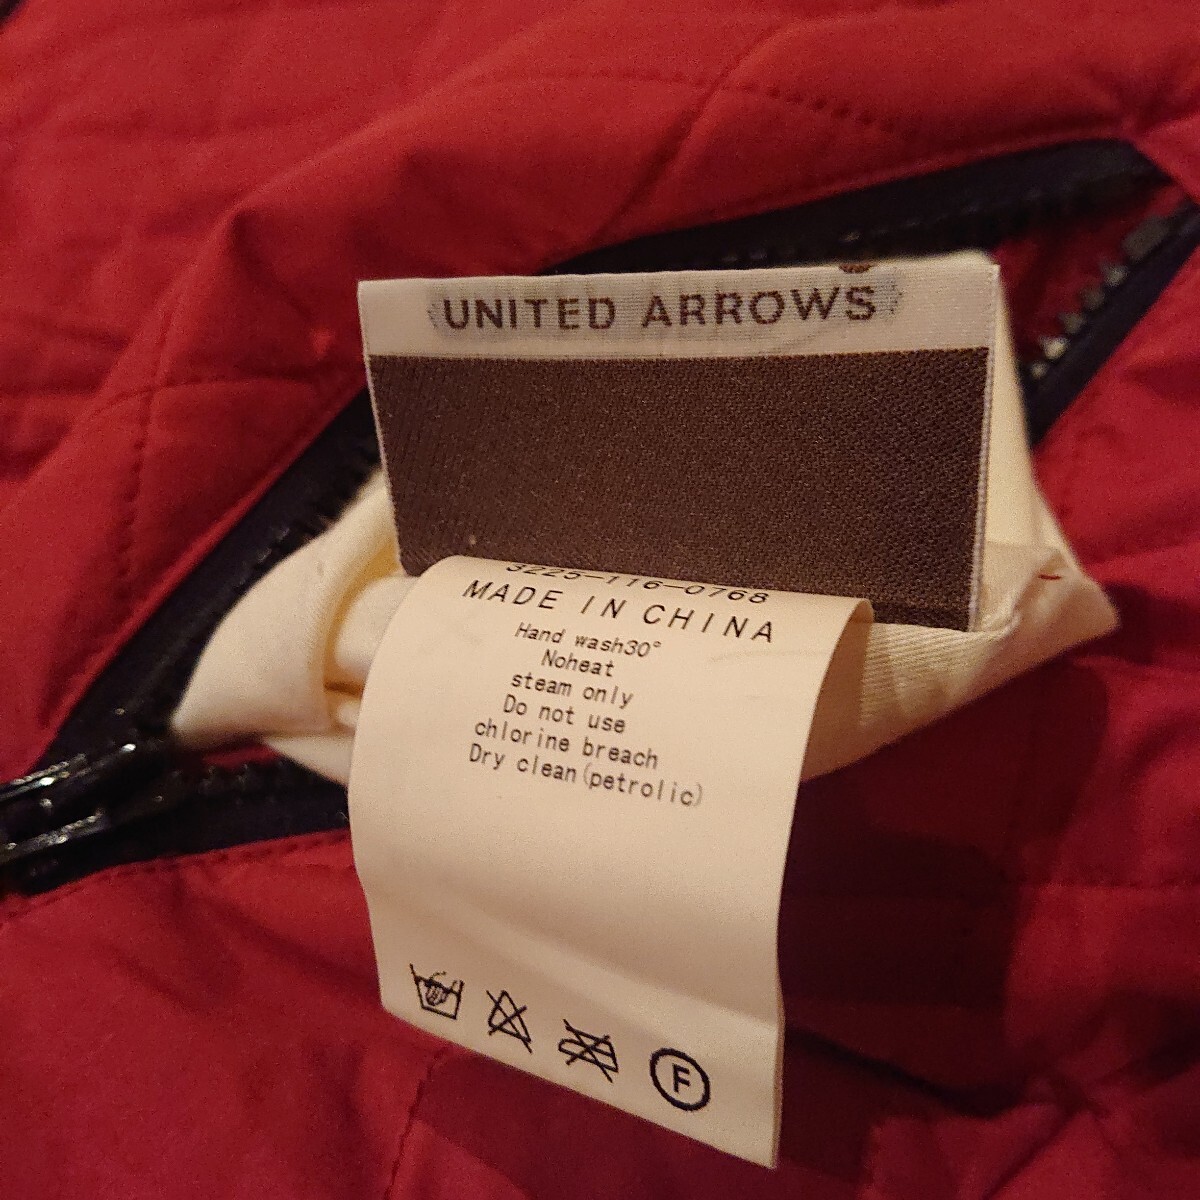 UNITED ARROWS
3225-116-0768
MADE IN CHINA
Hand wash30°
Noheat
steam only
Do not use
chlorine breach
Dry clean(petrolic)
F